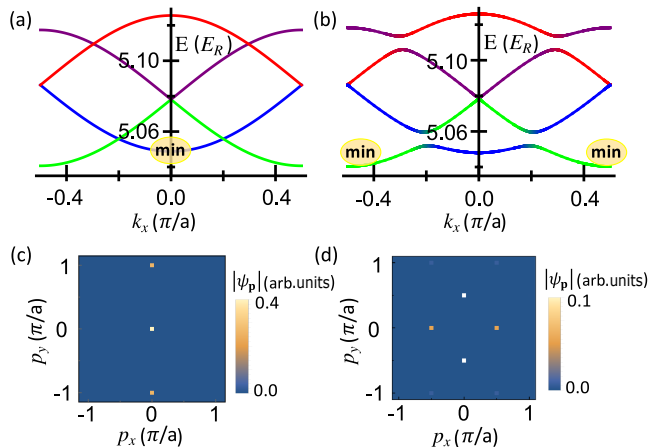 (a)
E (E_R)
5.10
5.06
min
-0.4
0.0
0.4
k_x (π/a)
(b)
E (E_R)
5.10
5.06
min
min
-0.4
0.0
0.4
k_x (π/a)
(c)
1
0
-1
p_y (π/a)
-1
0
1
p_x (π/a)
|ψ_p| (arb.units)
0.4
0.0
(d)
1
0
-1
p_y (π/a)
-1
0
1
p_x (π/a)
|ψ_p| (arb.units)
0.1
0.0